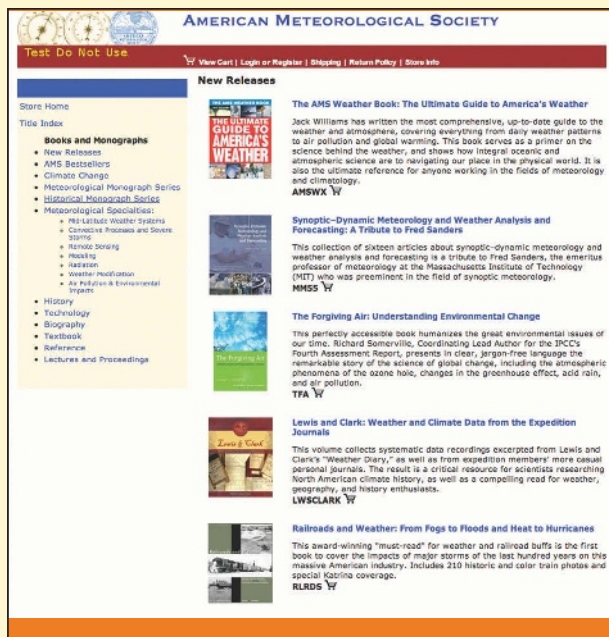 AMERICAN METEOROLOGICAL SOCIETY
Test Do Not Use
View Cart | Login or Register | Shipping | Return Policy | Store Info
Store Home
Title Index
Books and Monographs
New Releases
AMS Bestsellers
Climate Change
Meteorological Monograph Series
Historical Monograph Series
Meteorological Specialties:
Mid-Latitude Weather Systems
Convective Processes and Severe
Storms
Remote Sensing
Modeling
Radiation
Weather Modification
Air Pollution & Environmental
Impacts
History
Technology
Biography
Textbook
Reference
Lectures and Proceedings
New Releases
THE AMS WEATHER BOOK
THE ULTIMATE
GUIDE TO
AMERICA'S
WEATHER
The AMS Weather Book: The Ultimate Guide to America's Weather
Jack Williams has written the most comprehensive, up-to-date guide to the
weather and atmosphere, covering everything from daily weather patterns
to air pollution and global warming. This book serves as a primer on the
science behind the weather, and shows how integral oceanic and
atmospheric science are to navigating our place in the physical world. It is
also the ultimate reference for anyone working in the fields of meteorology
and climatology.
AMSWX
Synoptic–Dynamic Meteorology and Weather Analysis and
Forecasting: A Tribute to Fred Sanders
This collection of sixteen articles about synoptic-dynamic meteorology and
weather analysis and forecasting is a tribute to Fred Sanders, the emeritus
professor of meteorology at the Massachusetts Institute of Technology
(MIT) who was preeminent in the field of synoptic meteorology.
MM55
The Forgiving Air
The Forgiving Air: Understanding Environmental Change
This perfectly accessible book humanizes the great environmental issues of
our time. Richard Somerville, Coordinating Lead Author for the IPCC's
Fourth Assessment Report, presents in clear, jargon-free language the
remarkable story of the science of global change, including the atmospheric
phenomena of the ozone hole, changes in the greenhouse effect, acid rain,
and air pollution.
TFA
Lewis & Clark
Lewis and Clark: Weather and Climate Data from the Expedition
Journals
This volume collects systematic data recordings excerpted from Lewis and
Clark's "Weather Diary," as well as from expedition members' more casual
personal journals. The result is a critical resource for scientists researching
North American climate history, as well as a compelling read for weather,
geography, and history enthusiasts.
LWSCLARK
Railroads and Weather: From Fogs to Floods and Heat to Hurricanes
This award-winning "must-read" for weather and railroad buffs is the first
book to cover the impacts of major storms of the last hundred years on this
massive American industry. Includes 210 historic and color train photos and
special Katrina coverage.
RLRDS